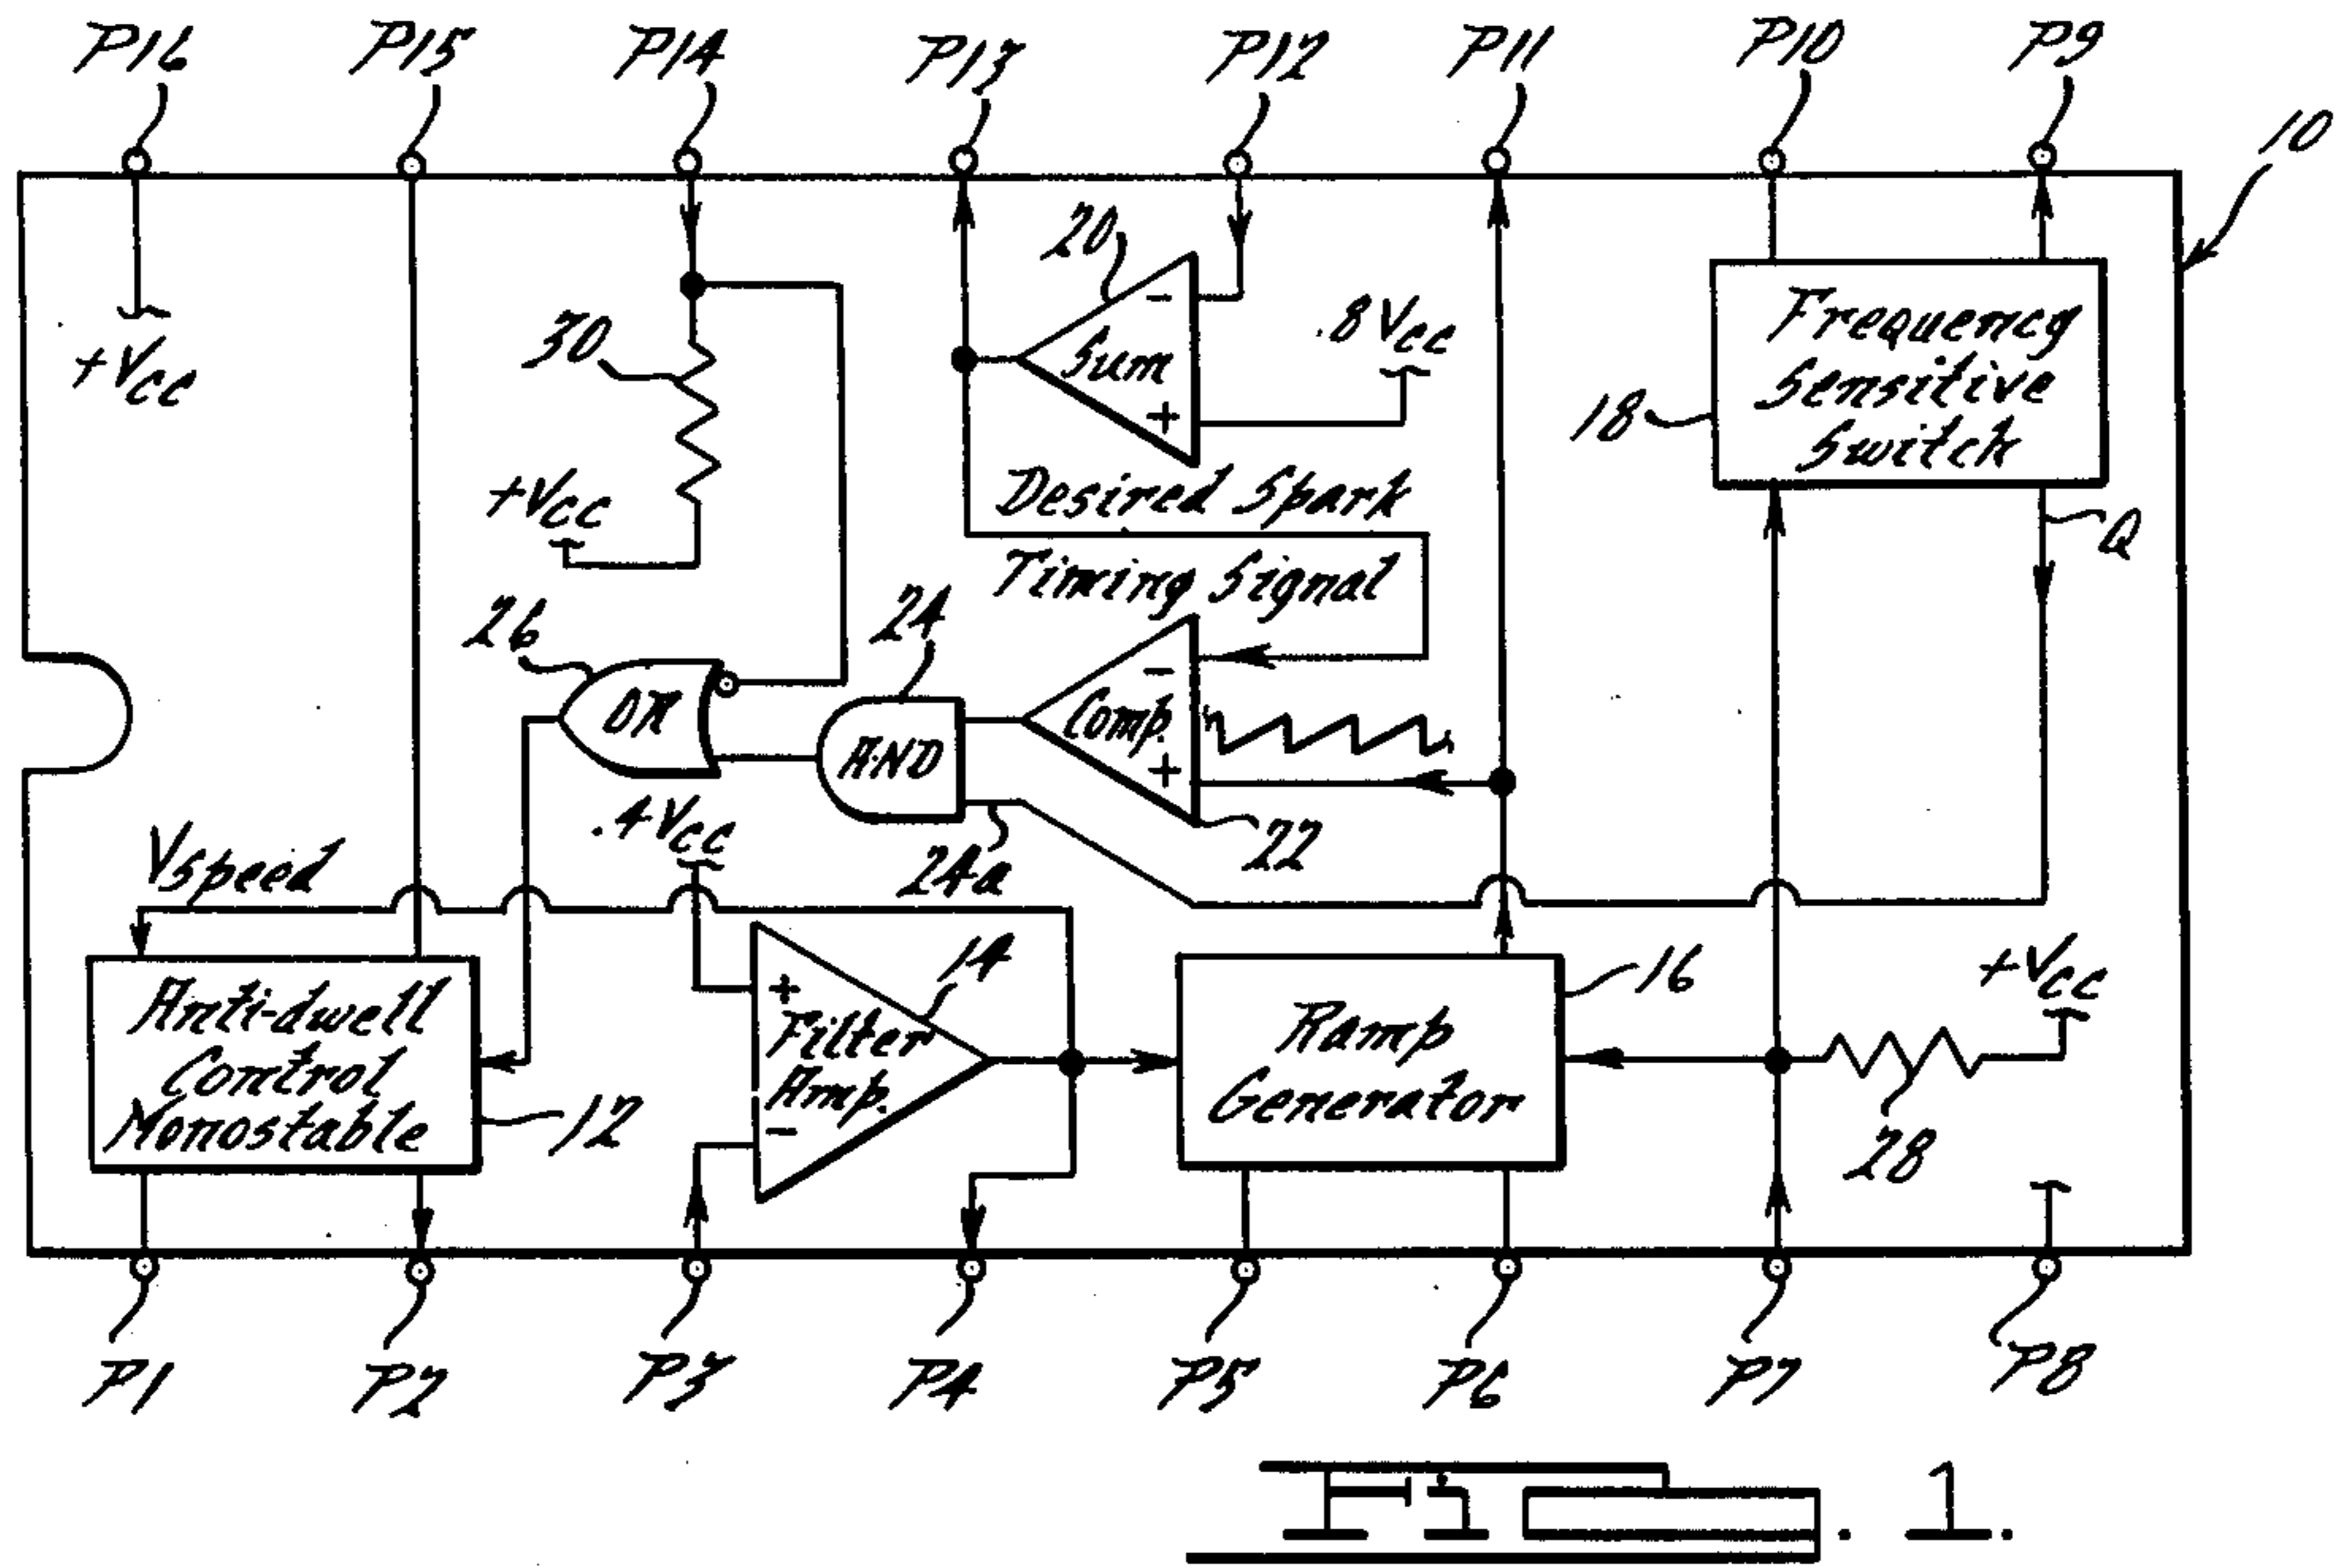 P16 P15 P14 P13 P12 P11 P10 P9
10
20
30
+Vcc
.8 Vcc
Sum
-
+
Frequency
Sensitive
Switch
18
+Vcc
Desired Spark
Timing Signal
Q
26
24
OR
AND
Comp.
-
+
.4Vcc
24a
22
Vspeed
14
16
+Vcc
Anti-dwell
Control
Monostable
12
+
Filter
Amp.
-
Ramp
Generator
28
P1 P2 P3 P4 P5 P6 P7 P8
Fig. 1.